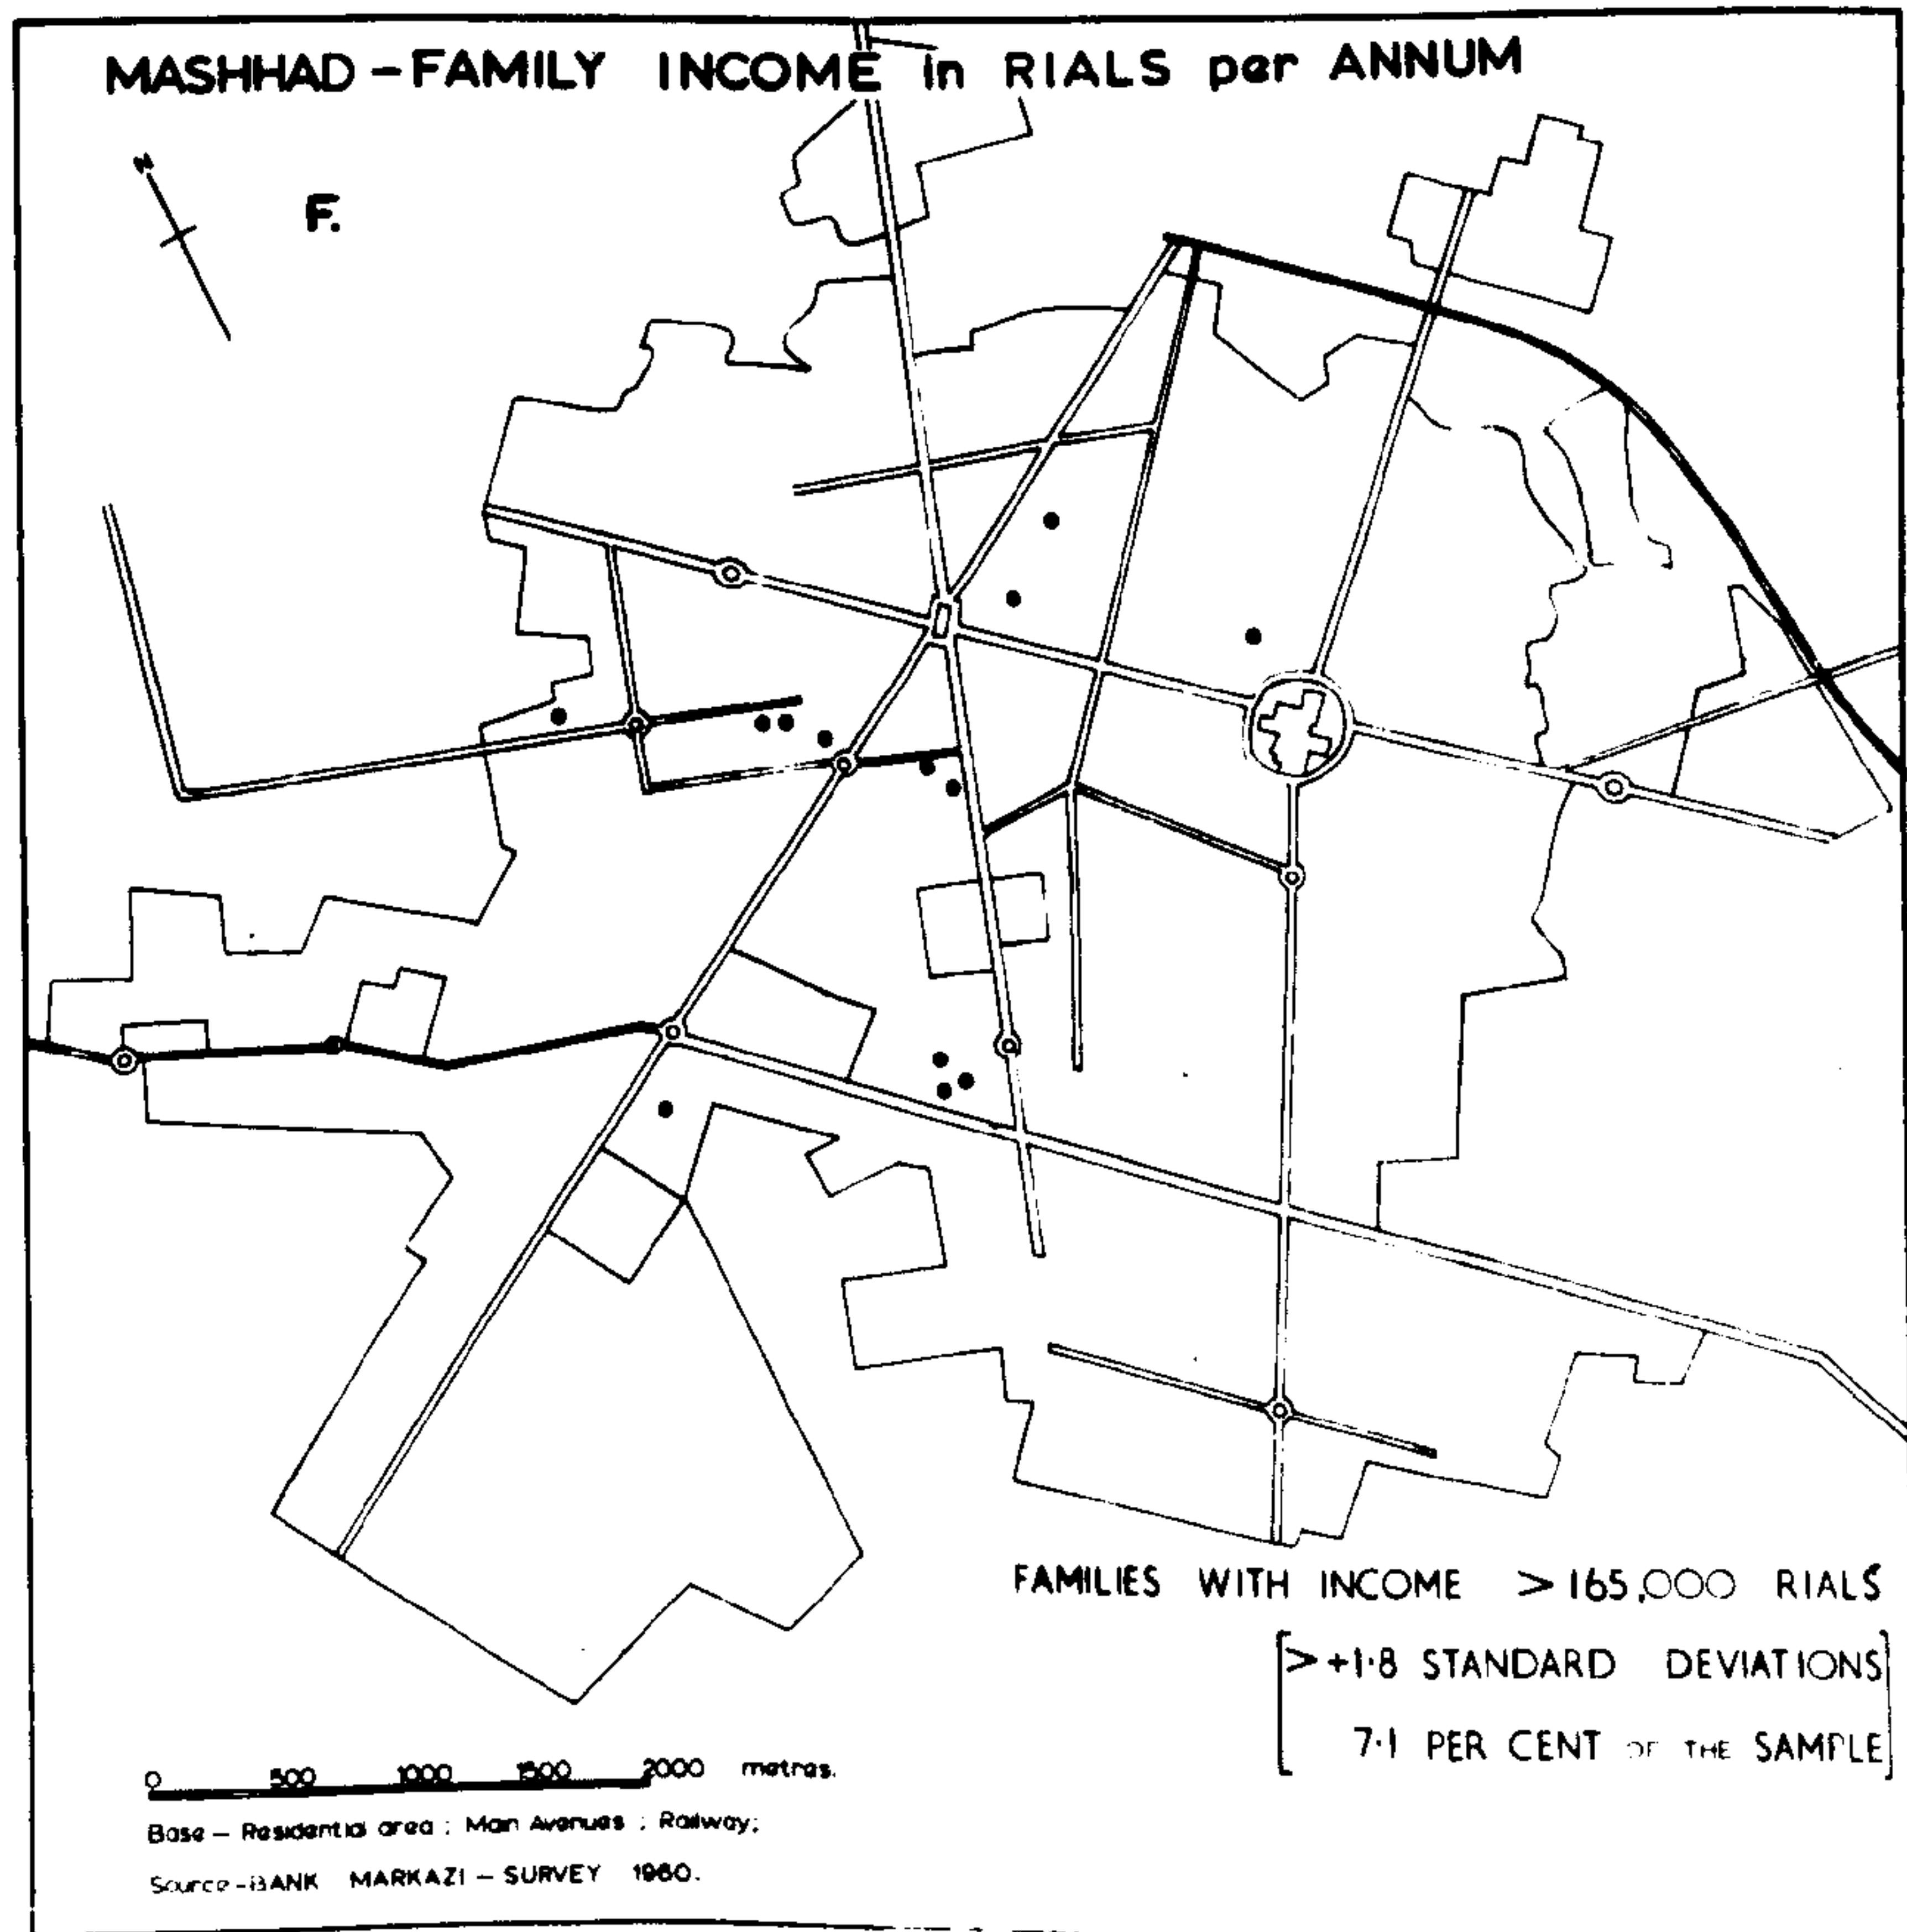 MASHHAD – FAMILY INCOME in RIALS per ANNUM
N
F.
FAMILIES WITH INCOME > 165,000 RIALS
> +1·8 STANDARD DEVIATIONS
7·1 PER CENT OF THE SAMPLE
0 500 1000 1500 2000 metres.
Base – Residential area ; Main Avenues ; Railway;
Source – BANK MARKAZI – SURVEY 1960.